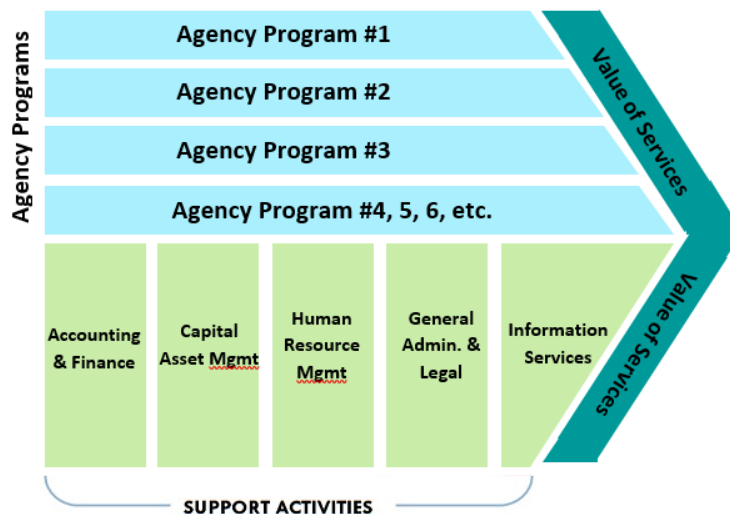 Agency Programs
Agency Program #1
Agency Program #2
Agency Program #3
Agency Program #4, 5, 6, etc.
Value of Services
Value of Services
Accounting
& Finance
Capital
Asset Mgmt
Human
Resource
Mgmt
General
Admin. &
Legal
Information
Services
SUPPORT ACTIVITIES